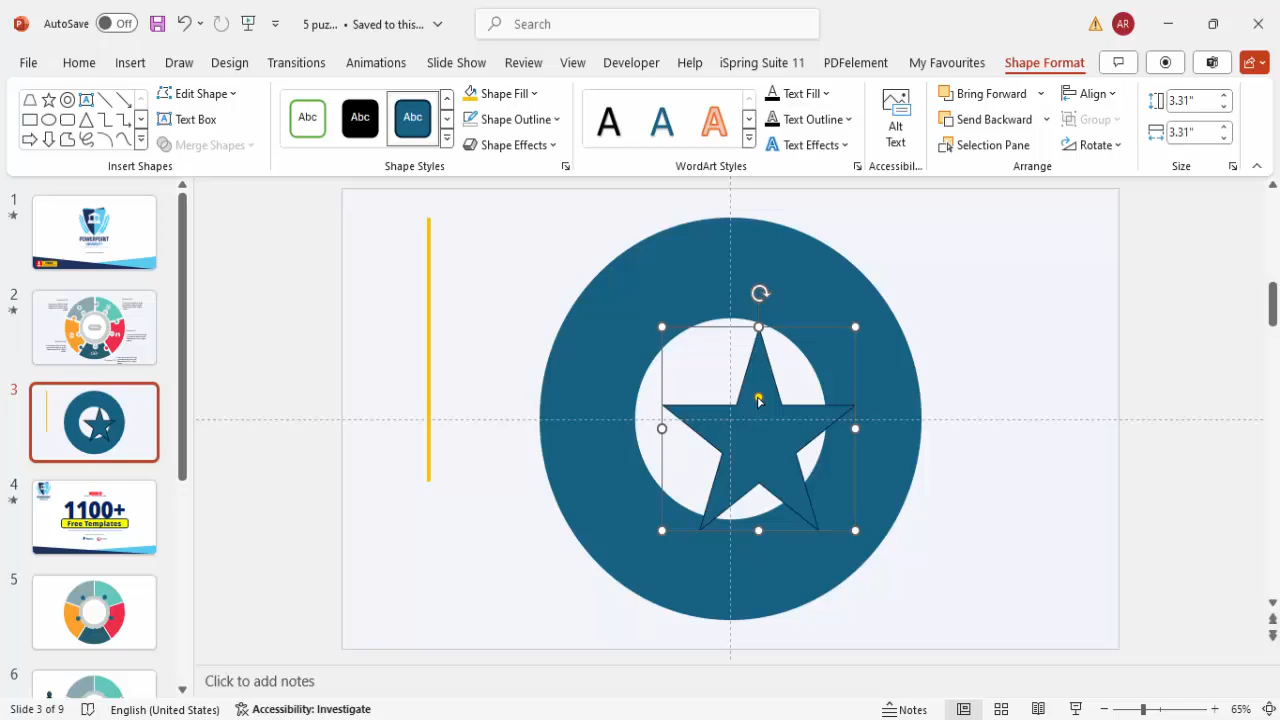 AutoSave Off 5 puz... • Saved to this... Search AR
File Home Insert Draw Design Transitions Animations Slide Show Review View Developer Help iSpring Suite 11 PDFelement My Favourites Shape Format
Edit Shape
Text Box
Merge Shapes
Insert Shapes
Abc Abc Abc
Shape Fill
Shape Outline
Shape Effects
Shape Styles
A A A
Text Fill
Text Outline
Text Effects
WordArt Styles
Alt
Text
Accessibil...
Bring Forward
Send Backward
Selection Pane
Align
Group
Rotate
Arrange
3.31"
3.31"
Size
1
POWERPOINT
UNIVERSITY
2
3
4
1100+
Free Templates
5
6
Click to add notes
Slide 3 of 9 English (United States) Accessibility: Investigate Notes 65%